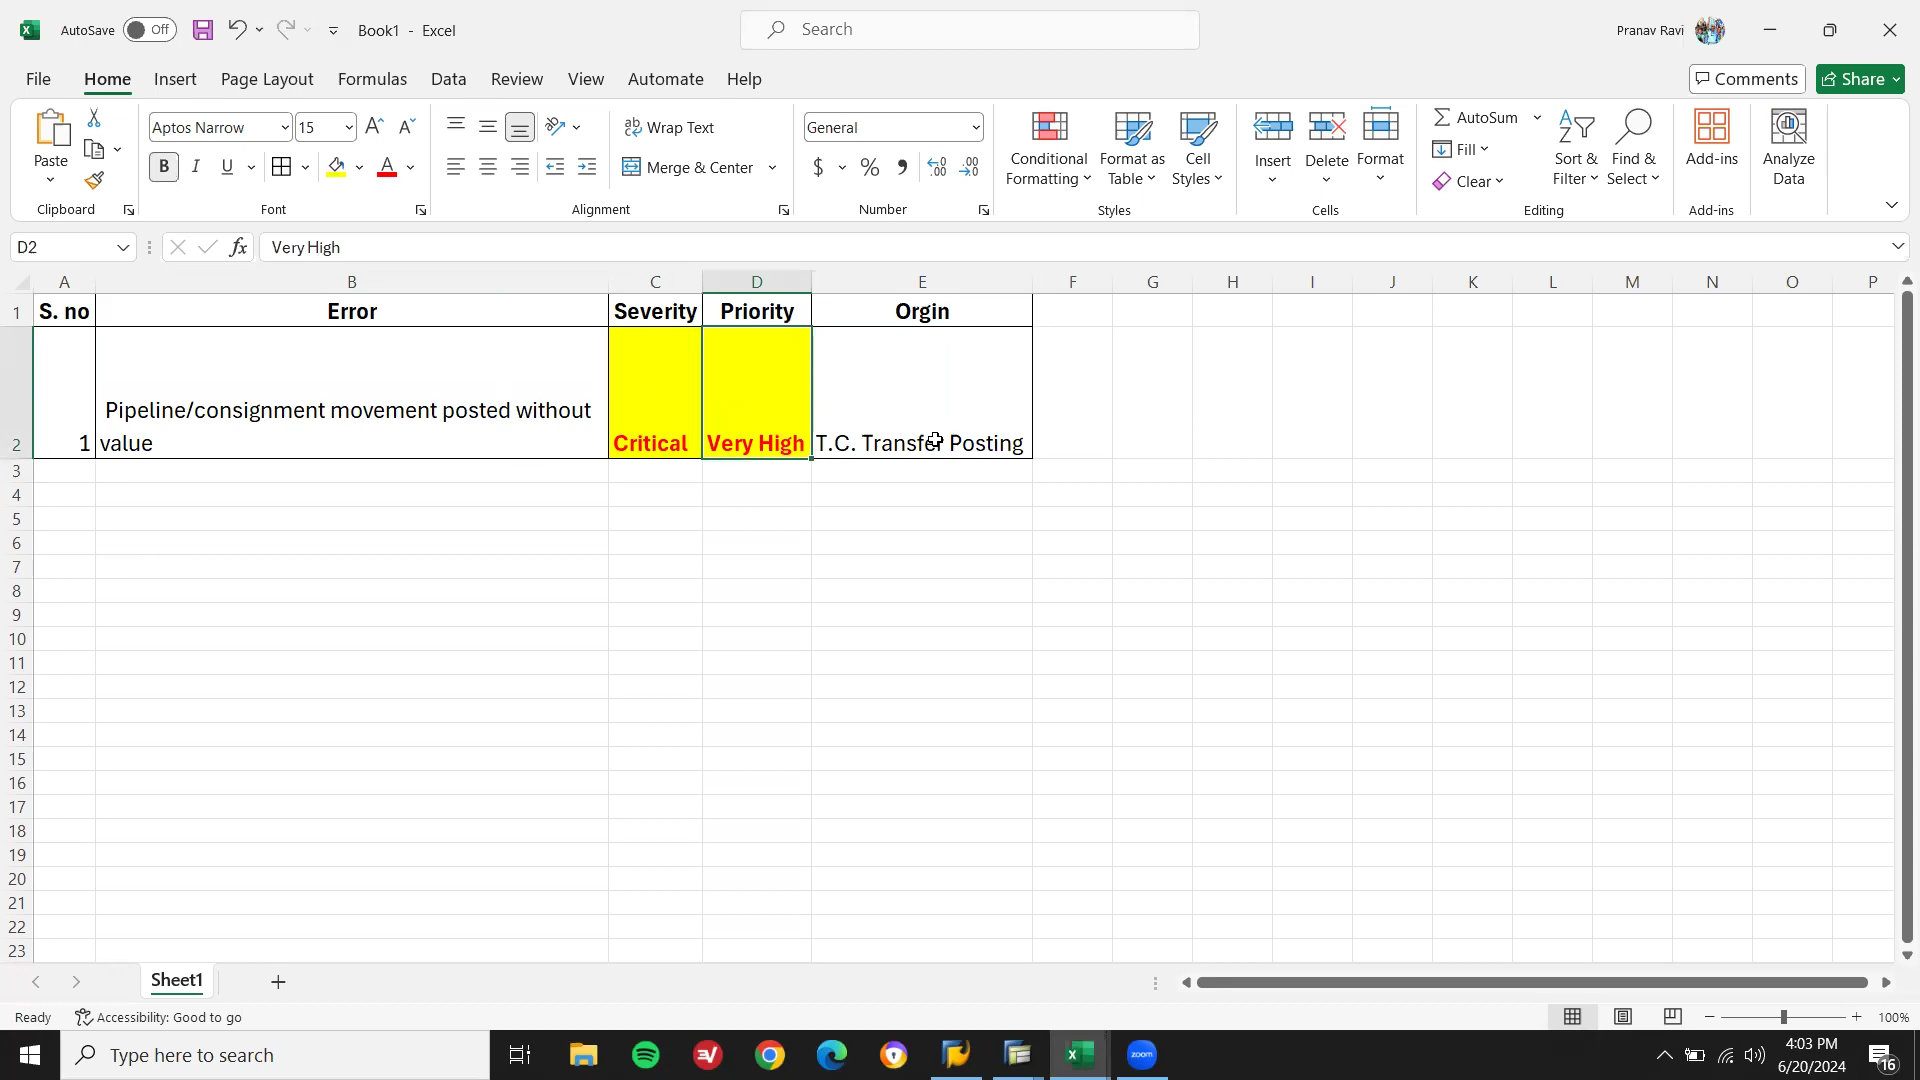 AutoSave Off Book1 - Excel Search Pranav Ravi
File Home Insert Page Layout Formulas Data Review View Automate Help Comments Share
Paste Clipboard
Aptos Narrow 15 B I U A Font
Wrap Text Merge & Center Alignment
General $ % 9 Number
Conditional Formatting Format as Table Cell Styles Styles
Insert Delete Format Cells
AutoSum Fill Clear Sort & Filter Find & Select Editing
Add-ins Add-ins
Analyze Data
D2 fx Very High
A B C D E F G H I J K L M N O P
1 S. no Error Severity Priority Orgin
Pipeline/consignment movement posted without
2 1 value Critical Very High T.C. Transfer Posting
3
4
5
6
7
8
9
10
11
12
13
14
15
16
17
18
19
20
21
22
23
Sheet1
Ready Accessibility: Good to go 100%
Type here to search zoom 4:03 PM
6/20/2024 16